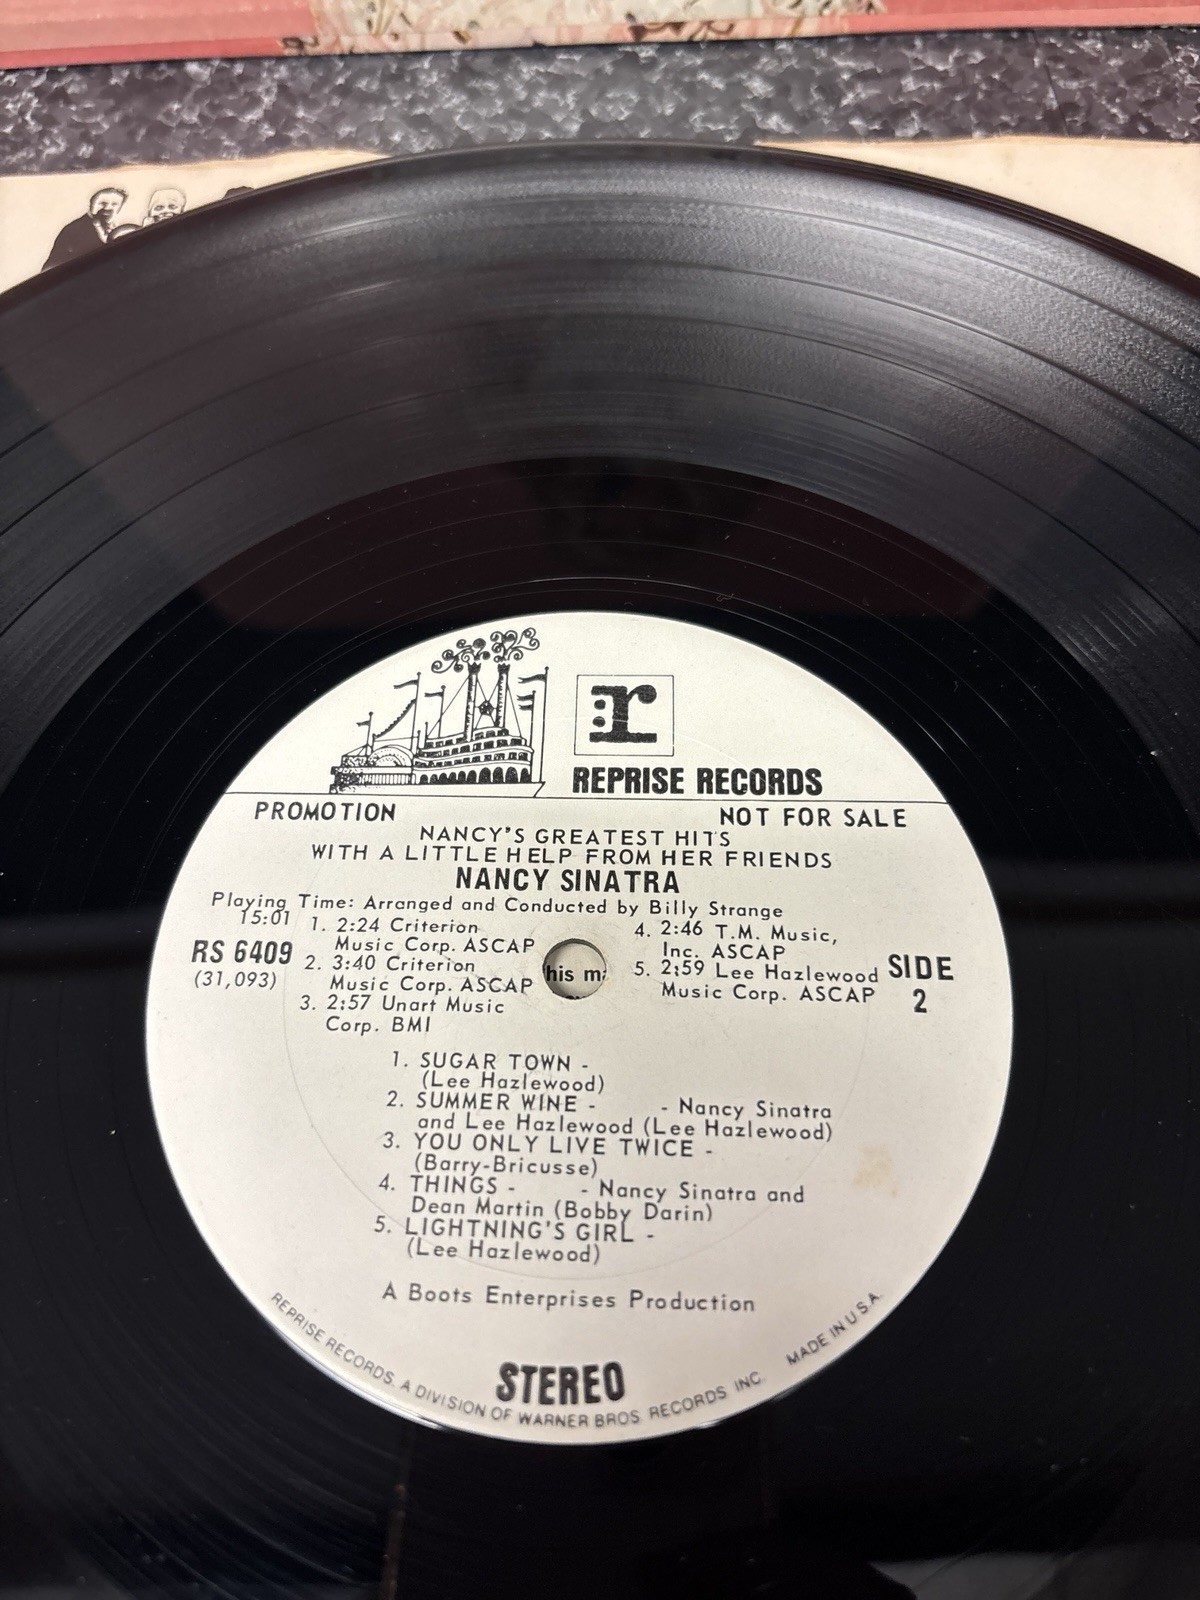 r:
REPRISE RECORDS
PROMOTION NOT FOR SALE
NANCY'S GREATEST HITS
WITH A LITTLE HELP FROM HER FRIENDS
NANCY SINATRA
Playing Time: Arranged and Conducted by Billy Strange
15:01
RS 6409
(31,093)
1. 2:24 Criterion
Music Corp. ASCAP
2. 3:40 Criterion
Music Corp. ASCAP
3. 2:57 Unart Music
Corp. BMI
4. 2:46 T.M. Music,
Inc. ASCAP
5. 2:59 Lee Hazlewood
Music Corp. ASCAP
SIDE
2
his
1. SUGAR TOWN -
(Lee Hazlewood)
2. SUMMER WINE - - Nancy Sinatra
and Lee Hazlewood (Lee Hazlewood)
3. YOU ONLY LIVE TWICE -
(Barry-Bricusse)
4. THINGS - - Nancy Sinatra and
Dean Martin (Bobby Darin)
5. LIGHTNING'S GIRL -
(Lee Hazlewood)
A Boots Enterprises Production
STEREO
REPRISE RECORDS, A DIVISION OF WARNER BROS. RECORDS, INC. MADE IN U.S.A.